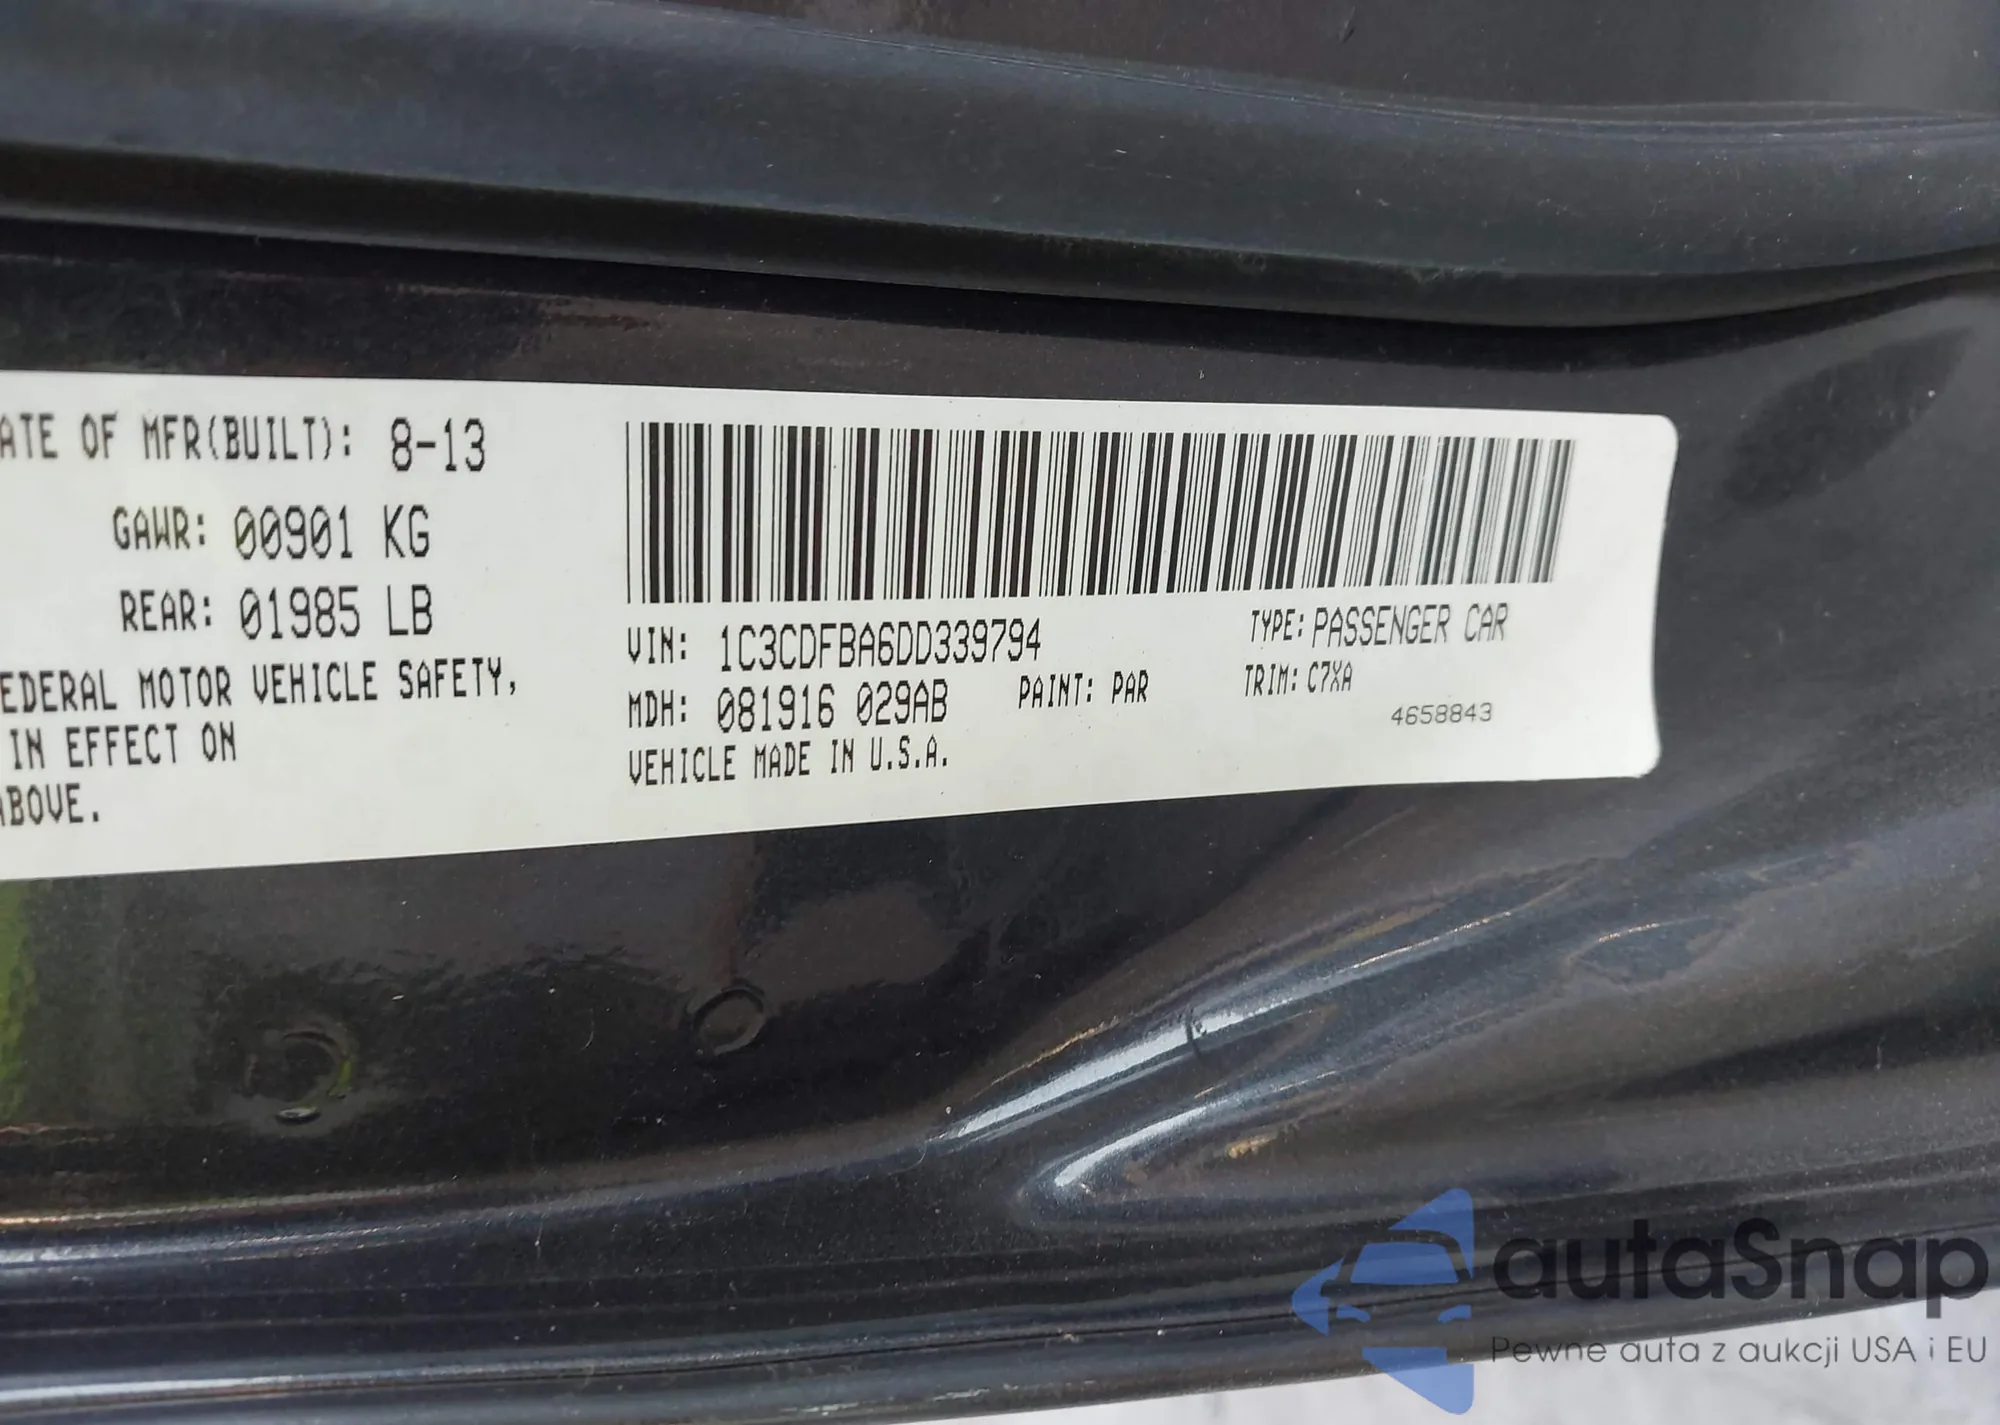 ATE OF MFR(BUILT): 8-13
GAWR: 00901 KG
REAR: 01985 LB
EDERAL MOTOR VEHICLE SAFETY,
IN EFFECT ON
ABOVE.
VIN: 1C3CDFBA6DD339794
TYPE: PASSENGER CAR
MDH: 081916 029AB
PAINT: PAR
TRIM: C7XA
4658843
VEHICLE MADE IN U.S.A.
autaSnap
Pewne auta z aukcji USA i EU